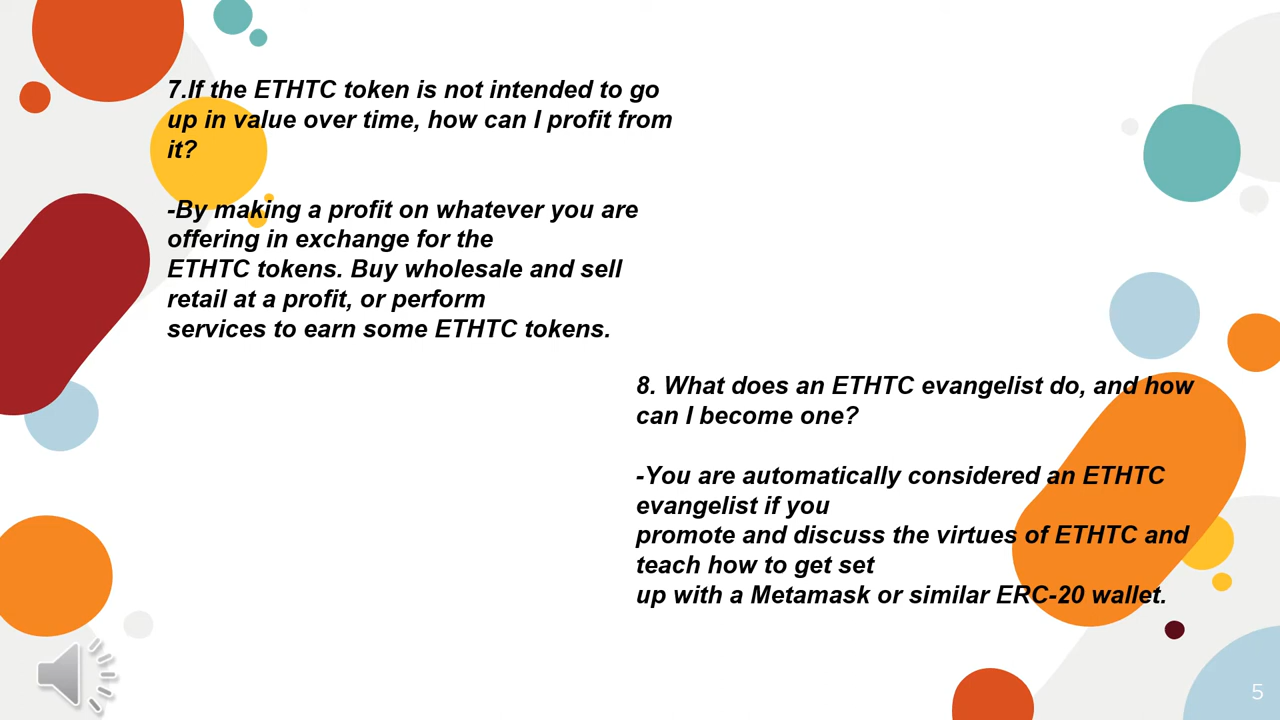 7.If the ETHTC token is not intended to go
up in value over time, how can I profit from
it?
-By making a profit on whatever you are
offering in exchange for the
ETHTC tokens. Buy wholesale and sell
retail at a profit, or perform
services to earn some ETHTC tokens.
8. What does an ETHTC evangelist do, and how
can I become one?
-You are automatically considered an ETHTC
evangelist if you
promote and discuss the virtues of ETHTC and
teach how to get set
up with a Metamask or similar ERC-20 wallet.
5